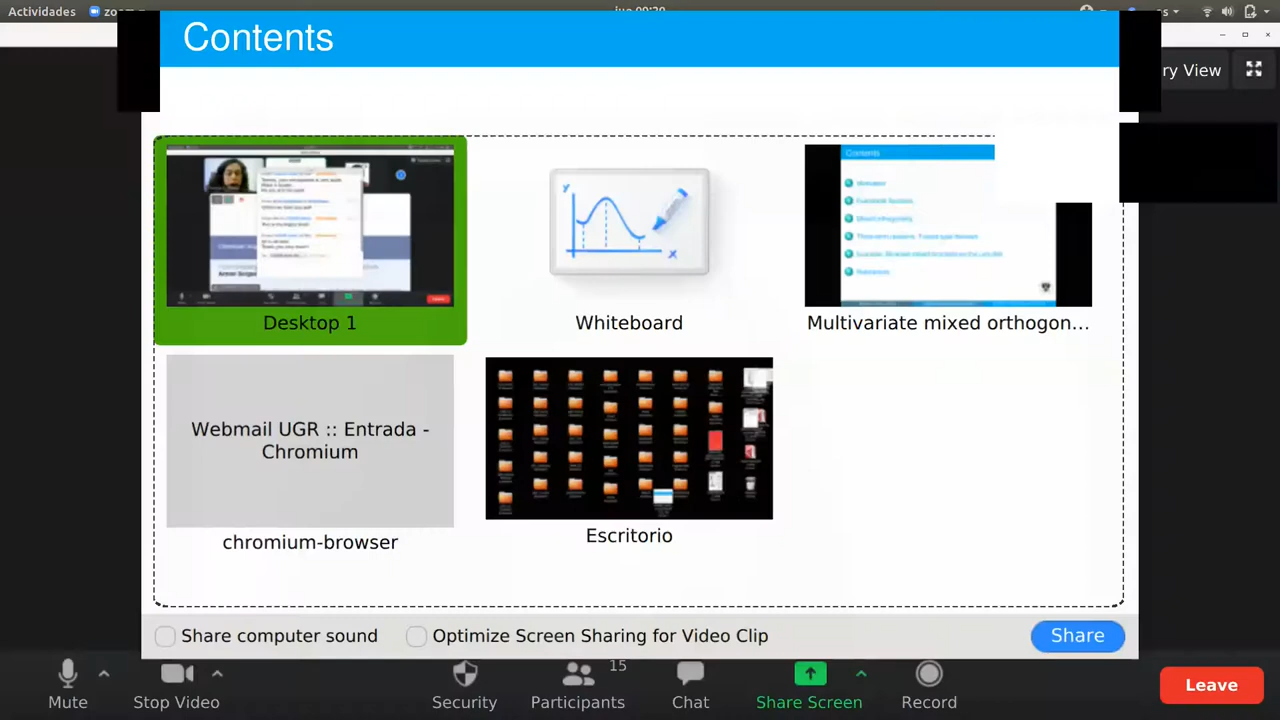 Actividades
Contents
ry View
Contents
Desktop 1
Whiteboard
Multivariate mixed orthogon...
Webmail UGR :: Entrada -
Chromium
chromium-browser
Escritorio
Share computer sound
Optimize Screen Sharing for Video Clip
Share
15
Mute
Stop Video
Security
Participants
Chat
Share Screen
Record
Leave